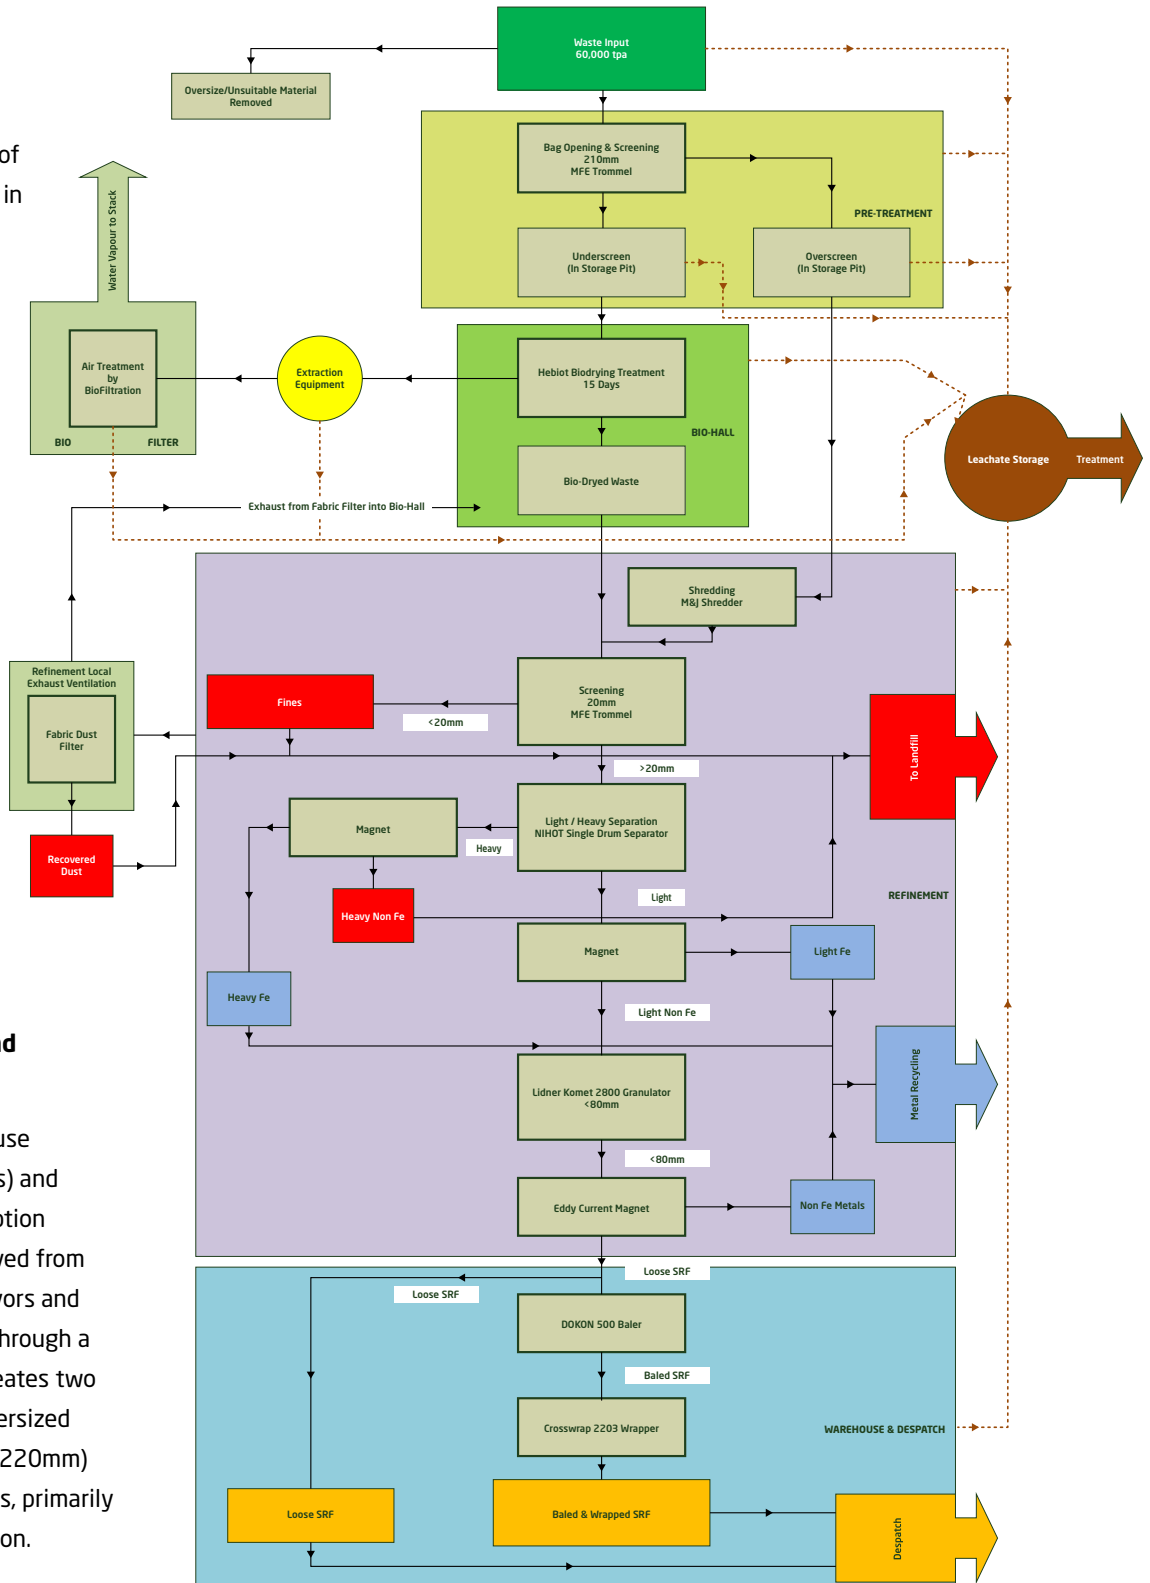 Waste Input
60,000 tpa
Oversize/Unsuitable Material
Removed
of
in
Bag Opening & Screening
210mm
MFE Trommel
PRE-TREATMENT
Underscreen
(In Storage Pit)
Overscreen
(In Storage Pit)
Water Vapour to Stack
Air Treatment
by
BioFiltration
BIO FILTER
Extraction
Equipment
Hebiot Biodrying Treatment
15 Days
BIO-HALL
Bio-Dryed Waste
Leachate Storage
Treatment
Exhaust from Fabric Filter into Bio-Hall
Shredding
M&J Shredder
Refinement Local
Exhaust Ventilation
Fabric Dust
Filter
Fines
<20mm
Screening
20mm
MFE Trommel
>20mm
To Landfill
Recovered
Dust
Magnet
Heavy
Light / Heavy Separation
NIHOT Single Drum Separator
Light
Heavy Non Fe
REFINEMENT
Magnet
Light Fe
Heavy Fe
Light Non Fe
nd
Lidner Komet 2800 Granulator
<80mm
Metal Recycling
<80mm
Eddy Current Magnet
Non Fe Metals
use
s) and
ption
ved from
yors and
through a
eates two
ersized
220mm)
s, primarily
on.
Loose SRF
Loose SRF
DOKON 500 Baler
Baled SRF
Crosswrap 2203 Wrapper
WAREHOUSE & DESPATCH
Loose SRF
Baled & Wrapped SRF
Despatch